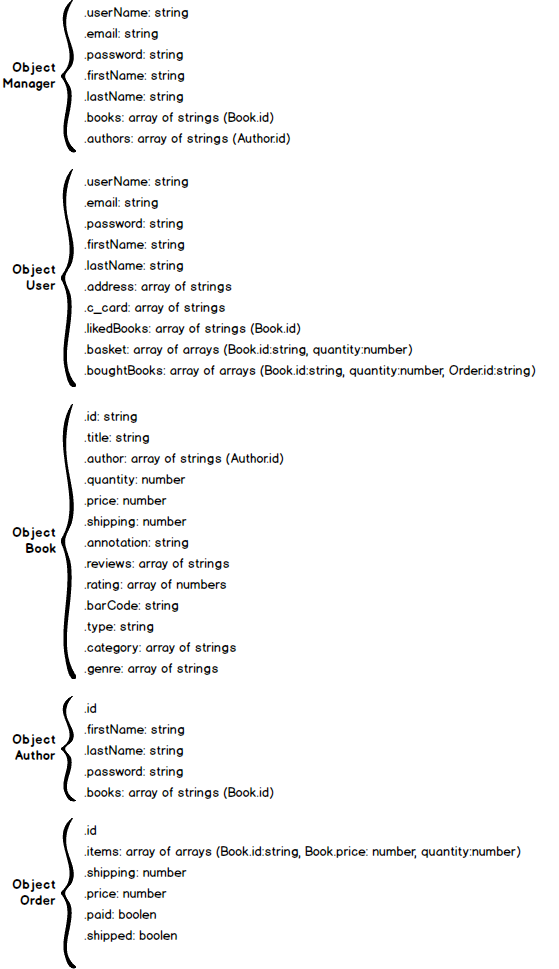 Object
Manager
.userName: string
.email: string
.password: string
.firstName: string
.lastName: string
.books: array of strings (Book.id)
.authors: array of strings (Author.id)
Object
User
.userName: string
.email: string
.password: string
.firstName: string
.lastName: string
.address: array of strings
.c_card: array of strings
.likedBooks: array of strings (Book.id)
.basket: array of arrays (Book.id:string, quantity:number)
.boughtBooks: array of arrays (Book.id:string, quantity:number, Order.id:string)
Object
Book
.id: string
.title: string
.author: array of strings (Author.id)
.quantity: number
.price: number
.shipping: number
.annotation: string
.reviews: array of strings
.rating: array of numbers
.barCode: string
.type: string
.category: array of strings
.genre: array of strings
Object
Author
.id
.firstName: string
.lastName: string
.password: string
.books: array of strings (Book.id)
Object
Order
.id
.items: array of arrays (Book.id:string, Book.price: number, quantity:number)
.shipping: number
.price: number
.paid: boolen
.shipped: boolen